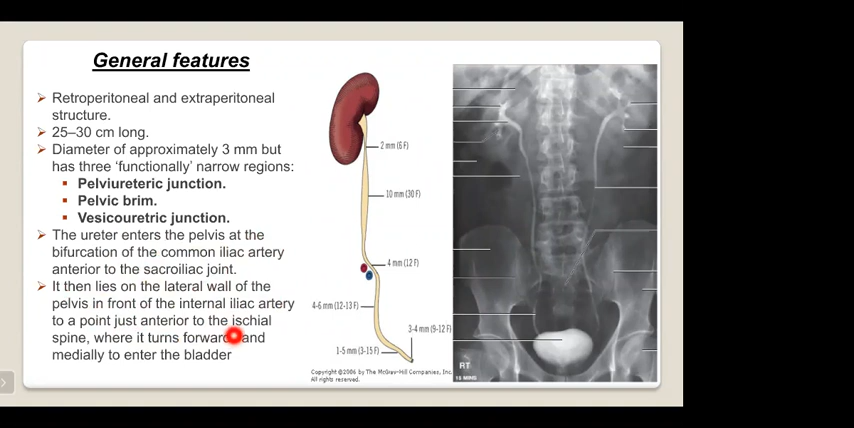 General features
➢ Retroperitoneal and extraperitoneal
structure.
➢ 25–30 cm long.
➢ Diameter of approximately 3 mm but
has three ‘functionally’ narrow regions:
▪ Pelviureteric junction.
▪ Pelvic brim.
▪ Vesicouretric junction.
➢ The ureter enters the pelvis at the
bifurcation of the common iliac artery
anterior to the sacroiliac joint.
➢ It then lies on the lateral wall of the
pelvis in front of the internal iliac artery
to a point just anterior to the ischial
spine, where it turns forward and
medially to enter the bladder
2 mm (6 F)
10 mm (30 F)
4 mm (12 F)
4-6 mm (12-13 F)
3-4 mm (9-12 F)
1-5 mm (3-15 F)
Copyright ©2006 by The McGraw-Hill Companies, Inc.
All rights reserved.
RT
15 MINS